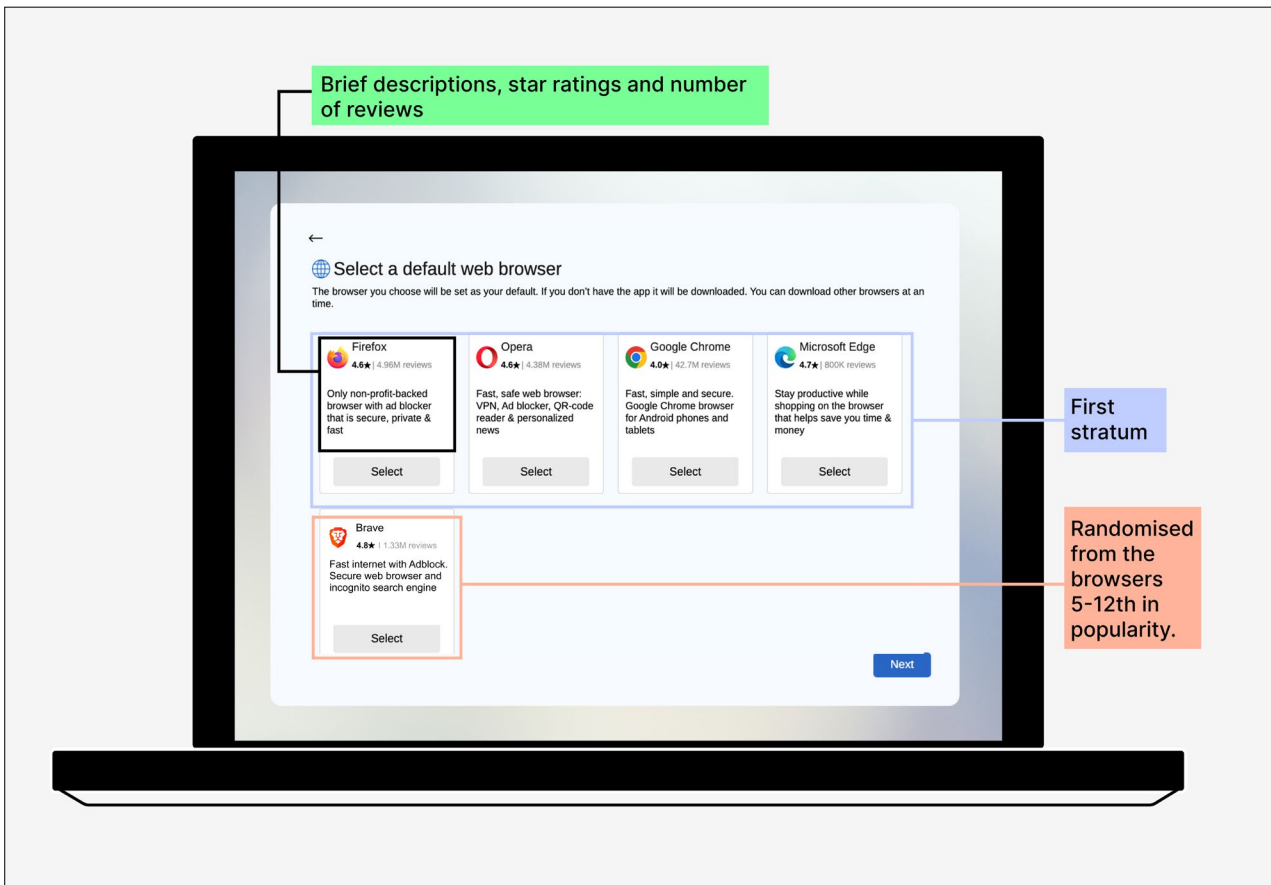 Brief descriptions, star ratings and number
of reviews
←
Select a default web browser
The browser you choose will be set as your default. If you don't have the app it will be downloaded. You can download other browsers at an
time.
Firefox
4.6★ | 4.96M reviews
Only non-profit-backed
browser with ad blocker
that is secure, private &
fast
Select
Opera
4.6★ | 4.38M reviews
Fast, safe web browser:
VPN, Ad blocker, QR-code
reader & personalized
news
Select
Google Chrome
4.0★ | 42.7M reviews
Fast, simple and secure.
Google Chrome browser
for Android phones and
tablets
Select
Microsoft Edge
4.7★ | 800K reviews
Stay productive while
shopping on the browser
that helps save you time &
money
Select
First
stratum
Brave
4.8★ | 1.33M reviews
Fast internet with Adblock.
Secure web browser and
incognito search engine
Select
Randomised
from the
browsers
5-12th in
popularity.
Next